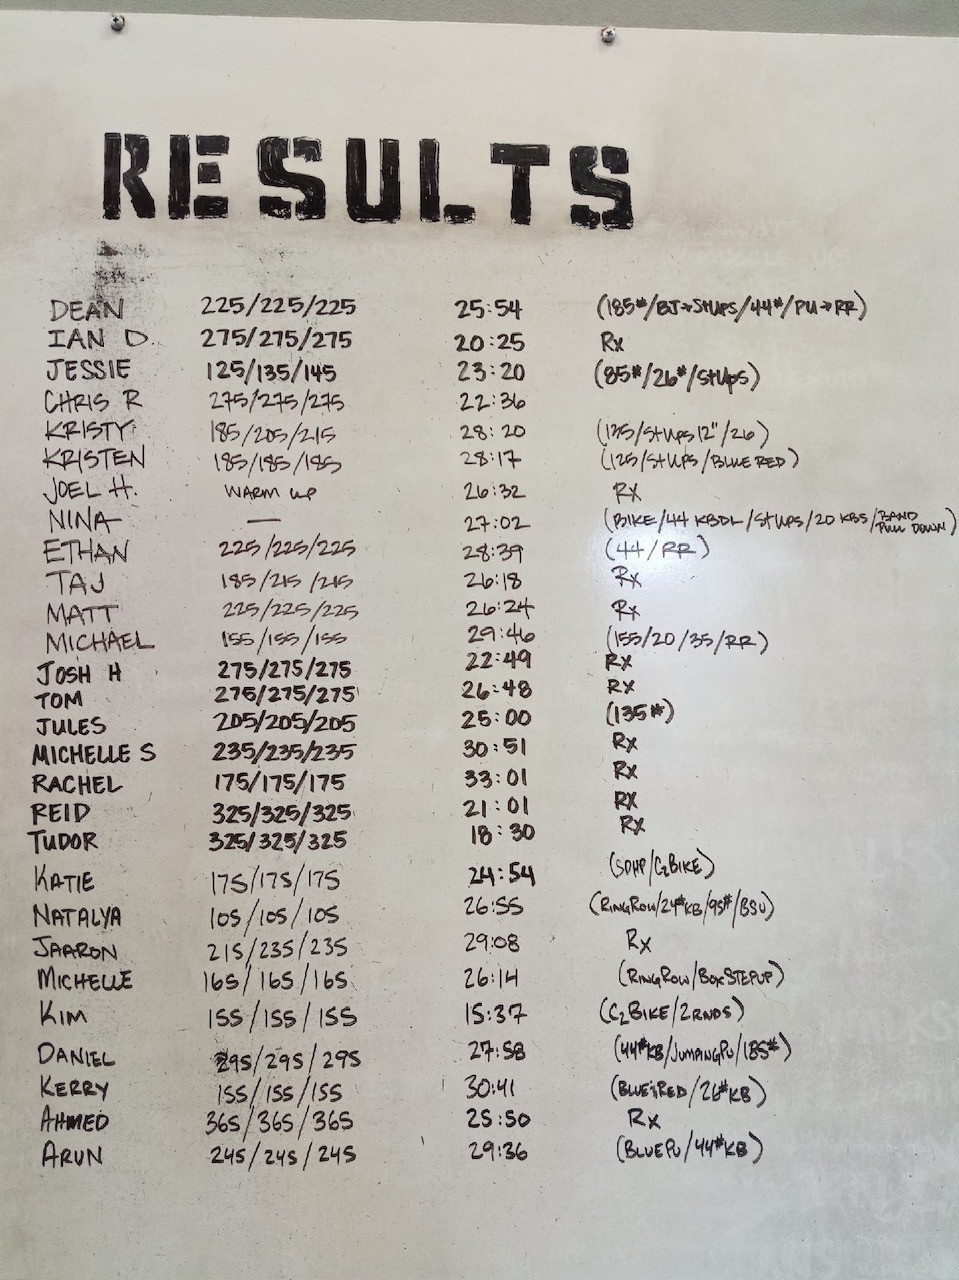 RESULTS
DEAN 225/225/225 25:54 (185#/BJ→StUps/44#/PU→RR)
IAN D. 275/275/275 20:25 Rx
JESSIE 125/135/145 23:20 (85#/26#/StUps)
CHRIS R 275/275/275 22:36
KRISTY 185/205/215 28:20 (135/StUps 12"/26)
KRISTEN 185/185/185 28:17 (125/StUps/BLUE RED)
JOEL H. WARM UP 26:32 Rx
NINA — 27:02 (BIKE/44 KBDL/StUps/20 KBS/BAND PULL DOWN)
ETHAN 225/225/225 28:39 (44/RR)
TAJ 185/215/215 26:18 Rx
MATT 225/225/225 26:24 Rx
MICHAEL 155/155/155 29:46 (155/20/35/RR)
JOSH H 275/275/275 22:49 Rx
TOM 275/275/275 26:48 Rx
JULES 205/205/205 25:00 (135#)
MICHELLE S 235/235/235 30:51 Rx
RACHEL 175/175/175 33:01 Rx
REID 325/325/325 21:01 Rx
TUDOR 325/325/325 18:30 Rx
KATIE 175/175/175 24:54 (SDHP/C2BIKE)
NATALYA 105/105/105 26:55 (RINGROW/24#KB/95#/BSU)
JAARON 215/235/235 29:08 Rx
MICHELLE 165/165/165 26:14 (RINGROW/BOXSTEPUP)
KIM 155/155/155 15:37 (C2BIKE/2RNDS)
DANIEL 295/295/295 27:58 (44#KB/JUMPINGPU/185#)
KERRY 155/155/155 30:41 (BLUE&RED/26#KB)
AHMED 365/365/365 25:50 Rx
ARUN 245/245/245 29:36 (BLUEPU/44#KB)